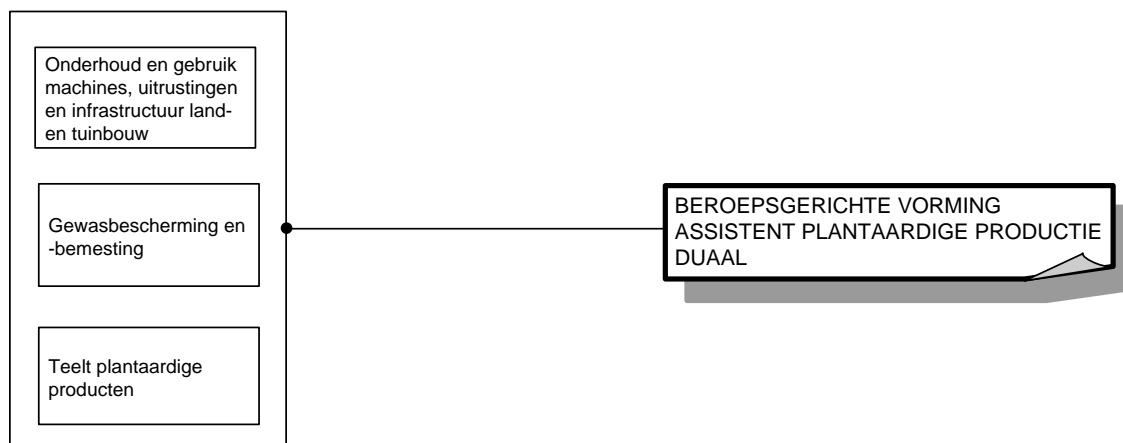 Onderhoud en gebruik
machines, uitrustingen
en infrastructuur land-
en tuinbouw
Gewasbescherming en
-bemesting
Teelt plantaardige
producten
BEROEPSGERICHTE VORMING
ASSISTENT PLANTAARDIGE PRODUCTIE
DUAAL